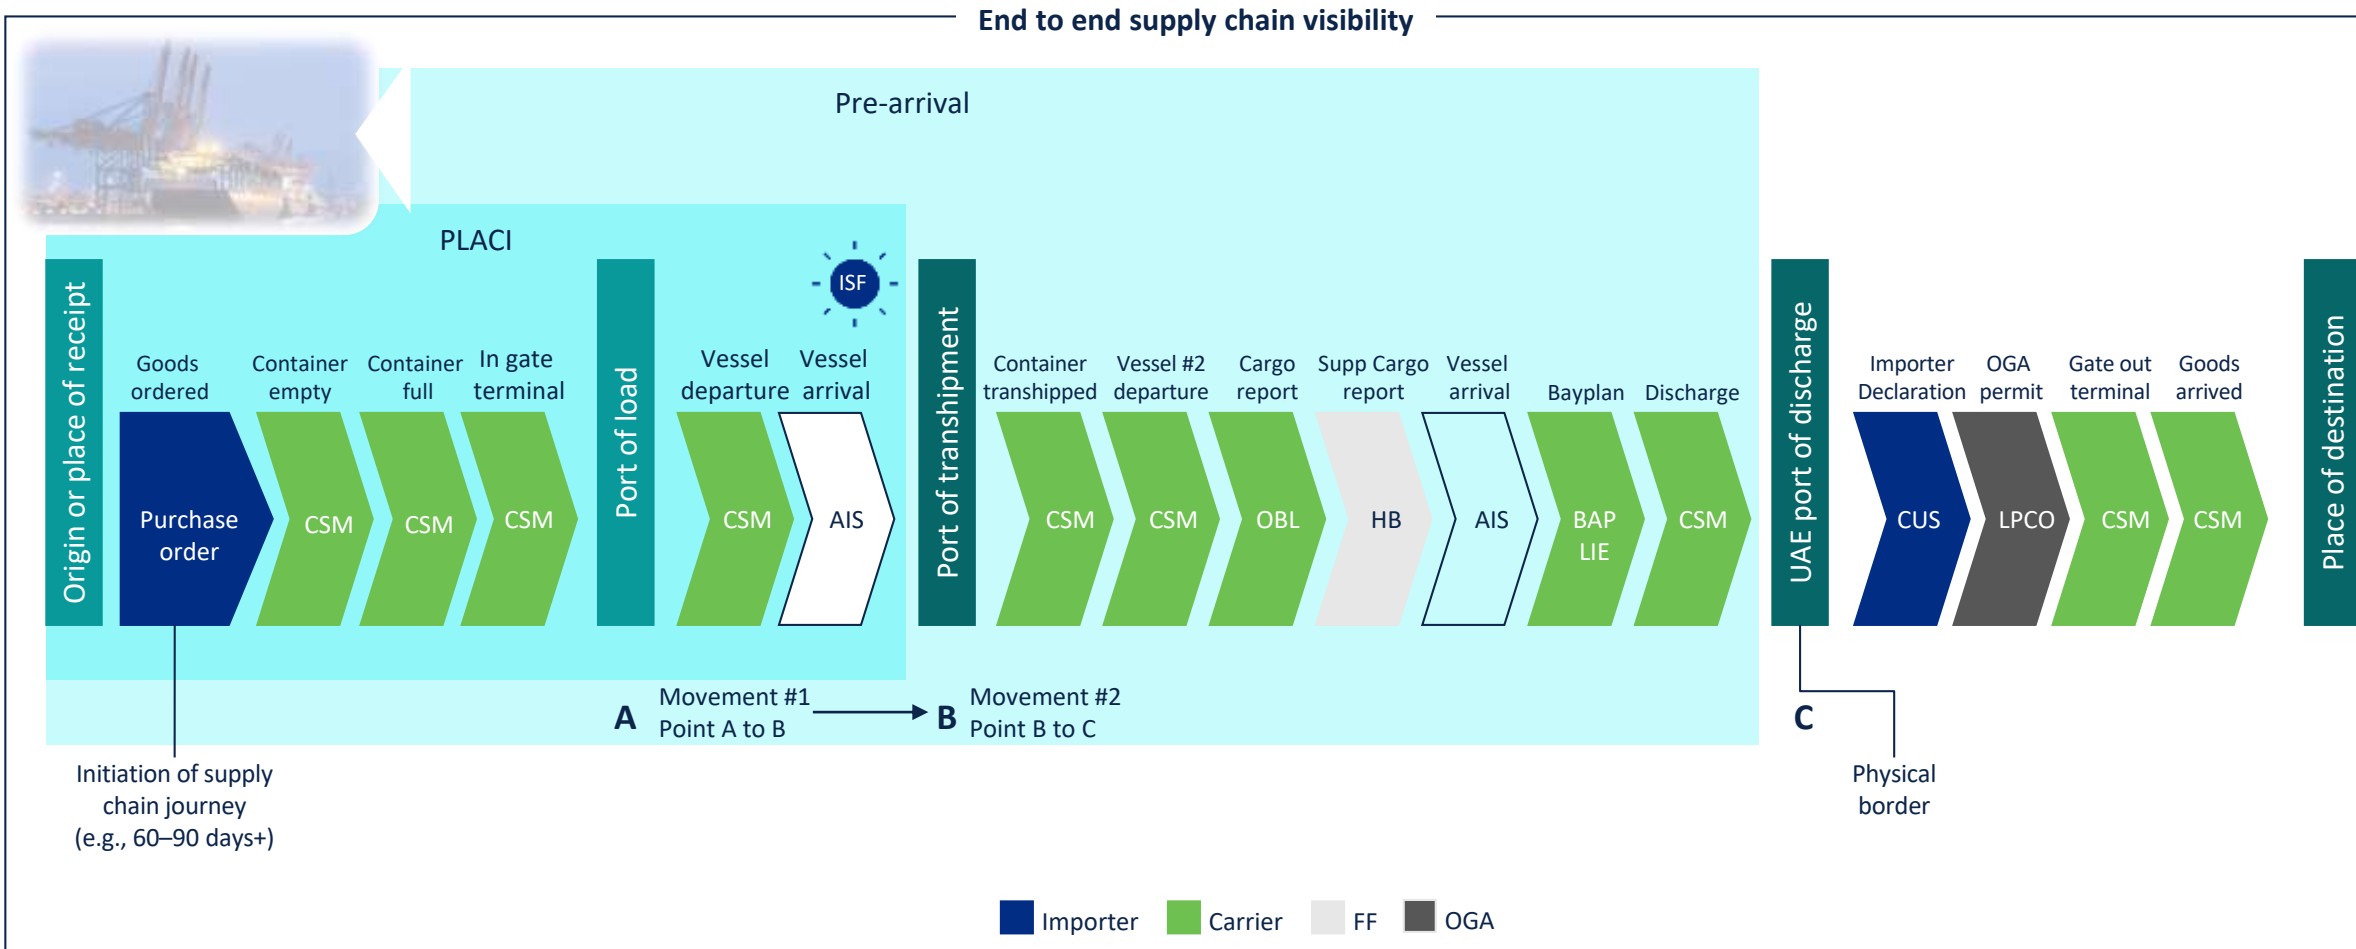 End to end supply chain visibility
Pre-arrival
PLACI
ISF
Origin or place of receipt
Goods
ordered
Purchase
order
Container
empty
CSM
Container
full
CSM
In gate
terminal
CSM
Port of load
Vessel
departure
CSM
Vessel
arrival
AIS
Port of transhipment
Container
transhipped
CSM
Vessel #2
departure
CSM
Cargo
report
OBL
Supp Cargo
report
HB
Vessel
arrival
AIS
Bayplan
BAP
LIE
Discharge
CSM
UAE port of discharge
Importer
Declaration
CUS
OGA
permit
LPCO
Gate out
terminal
CSM
Goods
arrived
CSM
Place of destination
A
Movement #1
Point A to B
B
Movement #2
Point B to C
C
Initiation of supply
chain journey
(e.g., 60–90 days+)
Physical
border
Importer
Carrier
FF
OGA